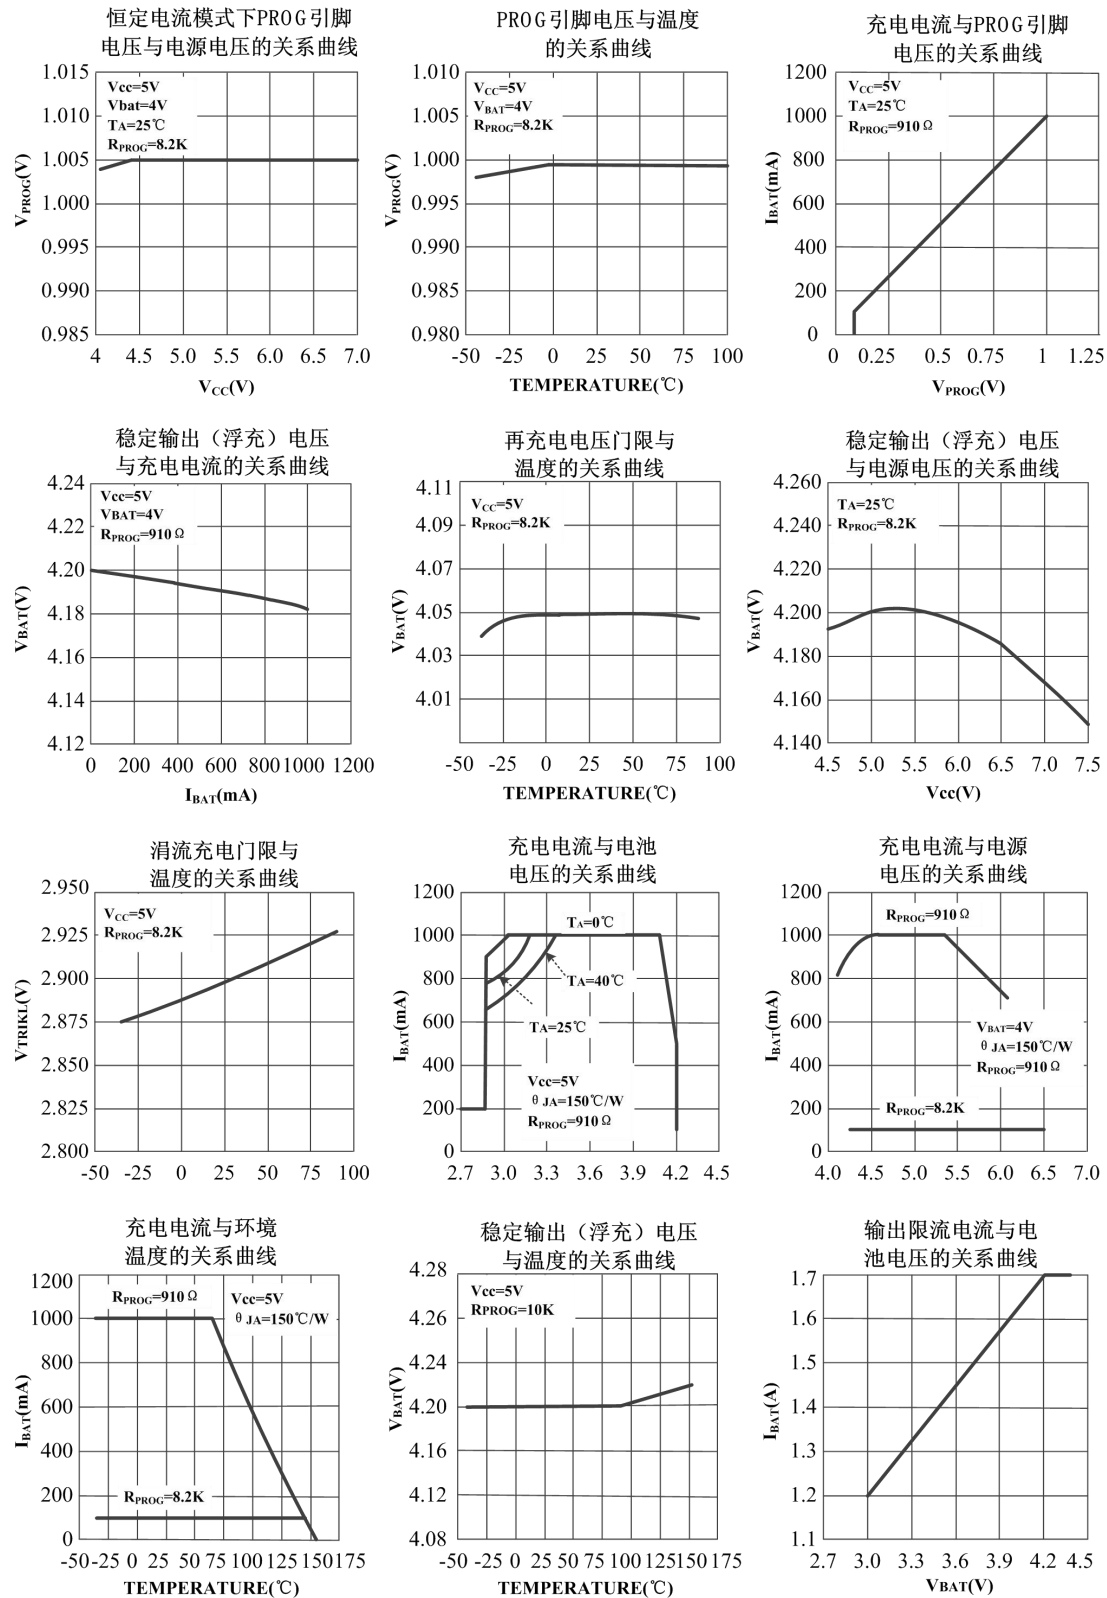 恒定电流模式下PROG引脚
电压与电源电压的关系曲线
1.015
1.010
1.005
1.000
0.995
0.990
0.985
VPROG(V)
Vcc=5V
Vbat=4V
TA=25℃
RPROG=8.2K
4 4.5 5.0 5.5 6.0 6.5 7.0
VCC(V)
PROG引脚电压与温度
的关系曲线
1.010
1.005
1.000
0.995
0.990
0.985
0.980
VPROG(V)
VCC=5V
VBAT=4V
RPROG=8.2K
-50 -25 0 25 50 75 100
TEMPERATURE(℃)
充电电流与PROG引脚
电压的关系曲线
1200
1000
800
600
400
200
0
IBAT(mA)
VCC=5V
TA=25℃
RPROG=910Ω
0 0.25 0.5 0.75 1 1.25
VPROG(V)
稳定输出（浮充）电压
与充电电流的关系曲线
4.24
4.22
4.20
4.18
4.16
4.14
4.12
VBAT(V)
Vcc=5V
VBAT=4V
RPROG=910Ω
0 200 400 600 800 1000 1200
IBAT(mA)
再充电电压门限与
温度的关系曲线
4.11
4.09
4.07
4.05
4.03
4.01
VBAT(V)
VCC=5V
RPROG=8.2K
-50 -25 0 25 50 75 100
TEMPERATURE(℃)
稳定输出（浮充）电压
与电源电压的关系曲线
4.260
4.240
4.220
4.200
4.180
4.160
4.140
VBAT(V)
TA=25℃
RPROG=8.2K
4.5 5.0 5.5 6.0 6.5 7.0 7.5
Vcc(V)
涓流充电门限与
温度的关系曲线
2.950
2.925
2.900
2.875
2.850
2.825
2.800
VTRIKL(V)
VCC=5V
RPROG=8.2K
-50 -25 0 25 50 75 100
充电电流与电池
电压的关系曲线
1200
1000
800
600
400
200
0
IBAT(mA)
TA=0℃
TA=40℃
TA=25℃
Vcc=5V
θJA=150℃/W
RPROG=910Ω
2.7 3.0 3.3 3.6 3.9 4.2 4.5
充电电流与电源
电压的关系曲线
1200
1000
800
600
400
200
0
IBAT(mA)
RPROG=910Ω
VBAT=4V
θJA=150℃/W
RPROG=910Ω
RPROG=8.2K
4.0 4.5 5.0 5.5 6.0 6.5 7.0
充电电流与环境
温度的关系曲线
1200
1000
800
600
400
200
0
IBAT(mA)
RPROG=910Ω
Vcc=5V
θJA=150℃/W
RPROG=8.2K
-50 -25 0 25 50 75 100 125 150 175
TEMPERATURE(℃)
稳定输出（浮充）电压
与温度的关系曲线
4.28
4.26
4.24
4.20
4.16
4.12
4.08
VBAT(V)
Vcc=5V
RPROG=10K
-50 -25 0 25 50 75 100 125 150 175
TEMPERATURE(℃)
输出限流电流与电
池电压的关系曲线
1.7
1.6
1.5
1.4
1.3
1.2
1.1
IBAT(A)
2.7 3.0 3.3 3.6 3.9 4.2 4.5
VBAT(V)